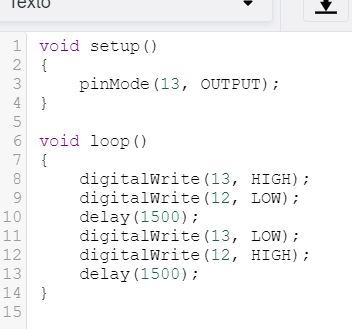 Texto
1 void setup()
2 {
3     pinMode(13, OUTPUT);
4 }
5
6 void loop()
7 {
8     digitalWrite(13, HIGH);
9     digitalWrite(12, LOW);
10     delay(1500);
11     digitalWrite(13, LOW);
12     digitalWrite(12, HIGH);
13     delay(1500);
14 }
15